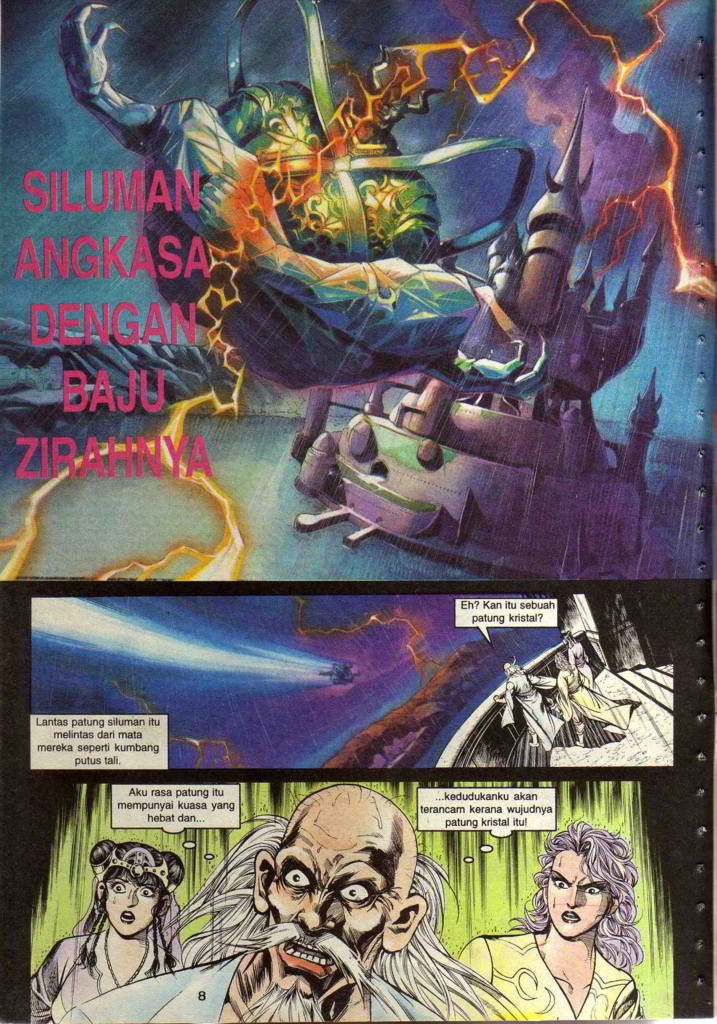 SILUMAN
ANGKASA
DENGAN
BAJU
ZIRAHNYA
Eh? Kan itu sebuah
patung kristal?
Lantas patung siluman itu
melintas dari mata
mereka seperti kumbang
putus tali.
Aku rasa patung itu
mempunyai kuasa yang
hebat dan...
...kedudukanku akan
terancam kerana wujudnya
patung kristal itu!
8